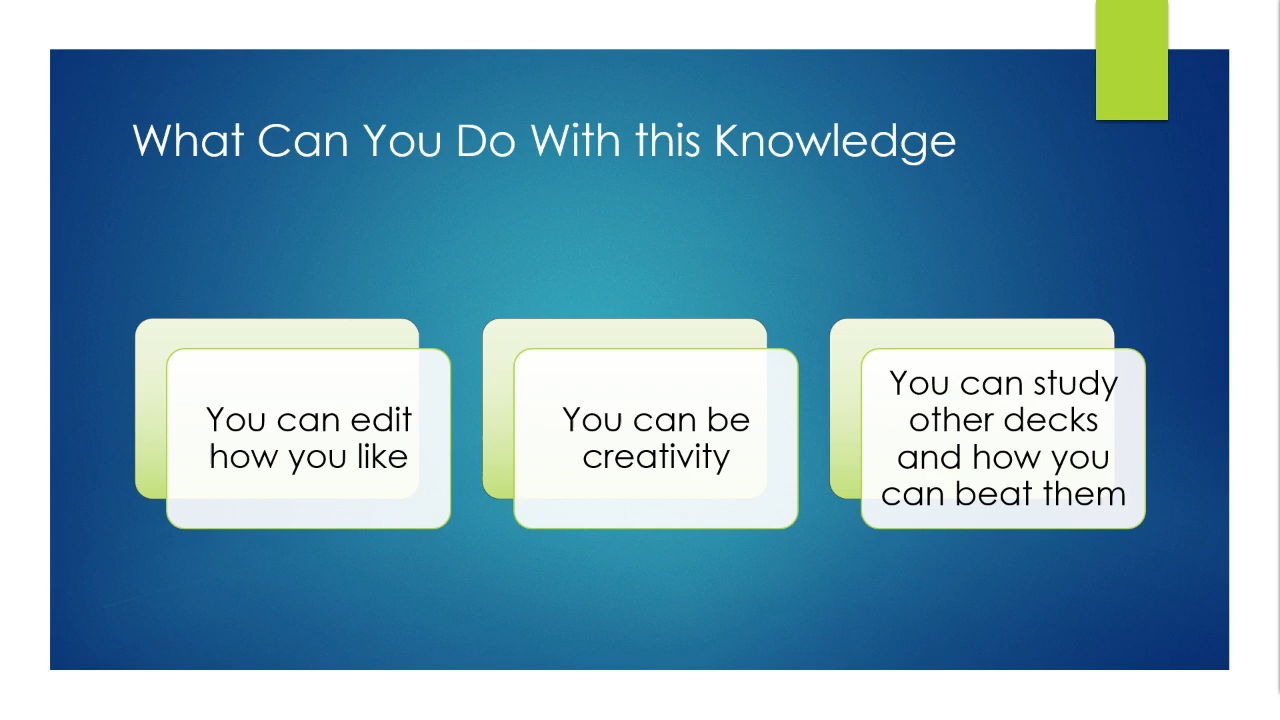 What Can You Do With this Knowledge
You can edit
how you like
You can be
creativity
You can study
other decks
and how you
can beat them